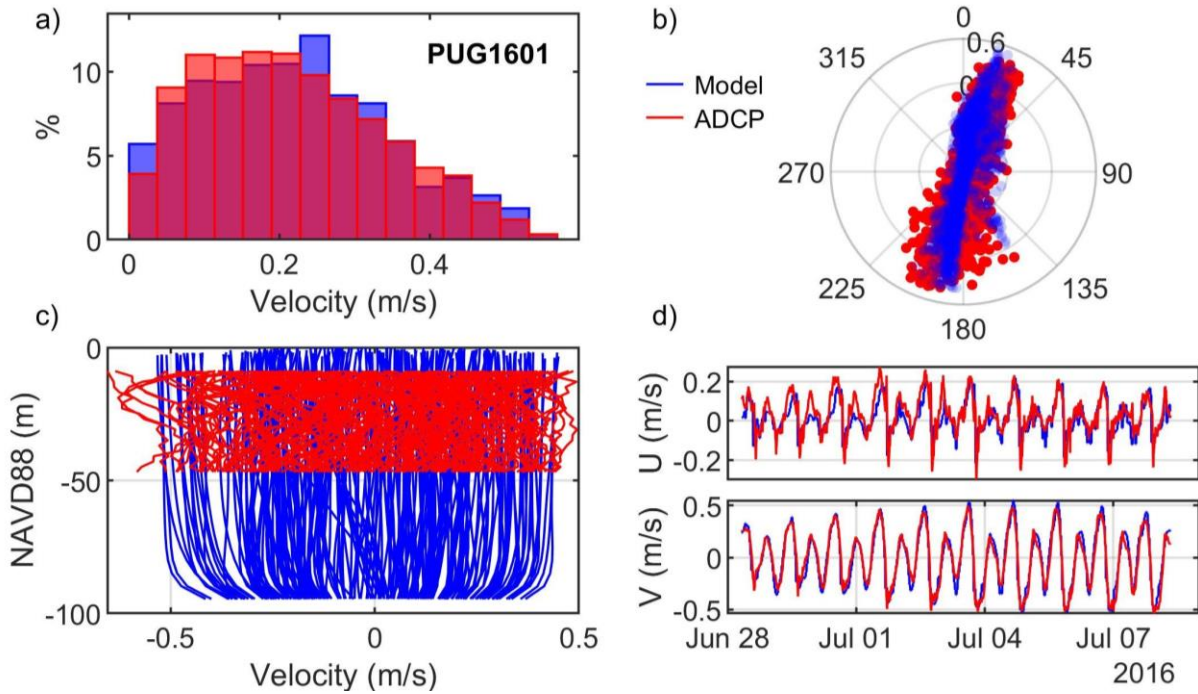 a)
PUG1601
10
5
0
%
0
0.2
0.4
Velocity (m/s)
b)
Model
ADCP
0
45
90
135
180
225
270
315
0.6
c)
0
-50
-100
NAVD88 (m)
-0.5
0
0.5
Velocity (m/s)
d)
0.2
0
-0.2
U (m/s)
0.5
0
-0.5
V (m/s)
Jun 28
Jul 01
Jul 04
Jul 07
2016